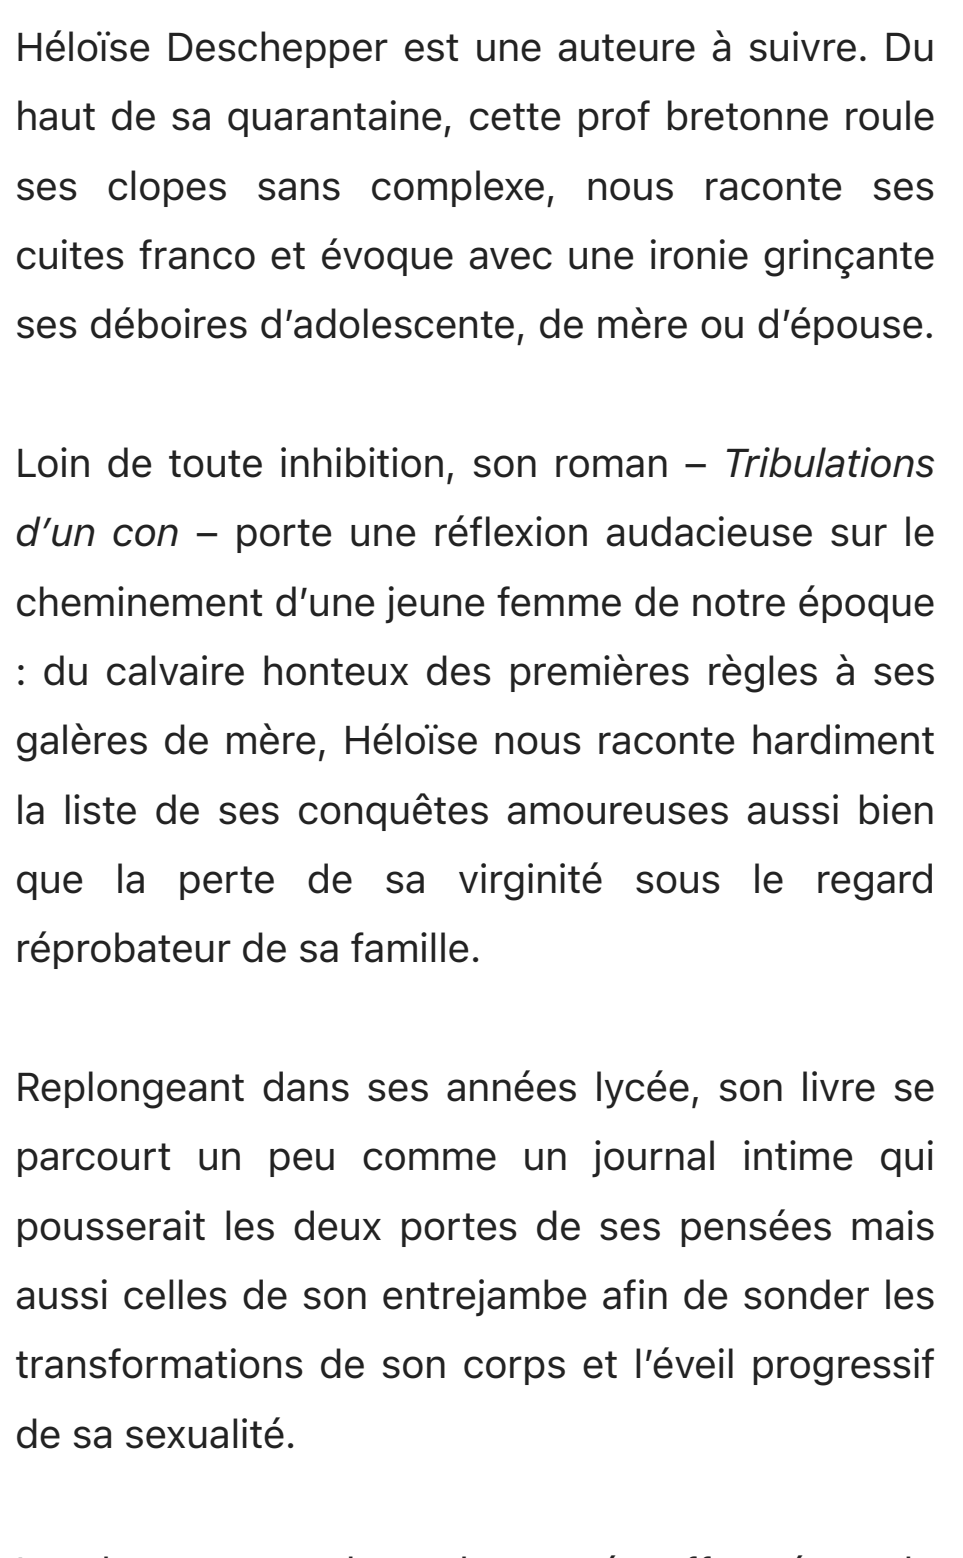 Héloïse Deschepper est une auteure à suivre. Du
haut de sa quarantaine, cette prof bretonne roule
ses clopes sans complexe, nous raconte ses
cuites franco et évoque avec une ironie grinçante
ses déboires d’adolescente, de mère ou d’épouse.
Loin de toute inhibition, son roman – Tribulations
d’un con – porte une réflexion audacieuse sur le
cheminement d’une jeune femme de notre époque
: du calvaire honteux des premières règles à ses
galères de mère, Héloïse nous raconte hardiment
la liste de ses conquêtes amoureuses aussi bien
que la perte de sa virginité sous le regard
réprobateur de sa famille.
Replongeant dans ses années lycée, son livre se
parcourt un peu comme un journal intime qui
pousserait les deux portes de ses pensées mais
aussi celles de son entrejambe afin de sonder les
transformations de son corps et l’éveil progressif
de sa sexualité.